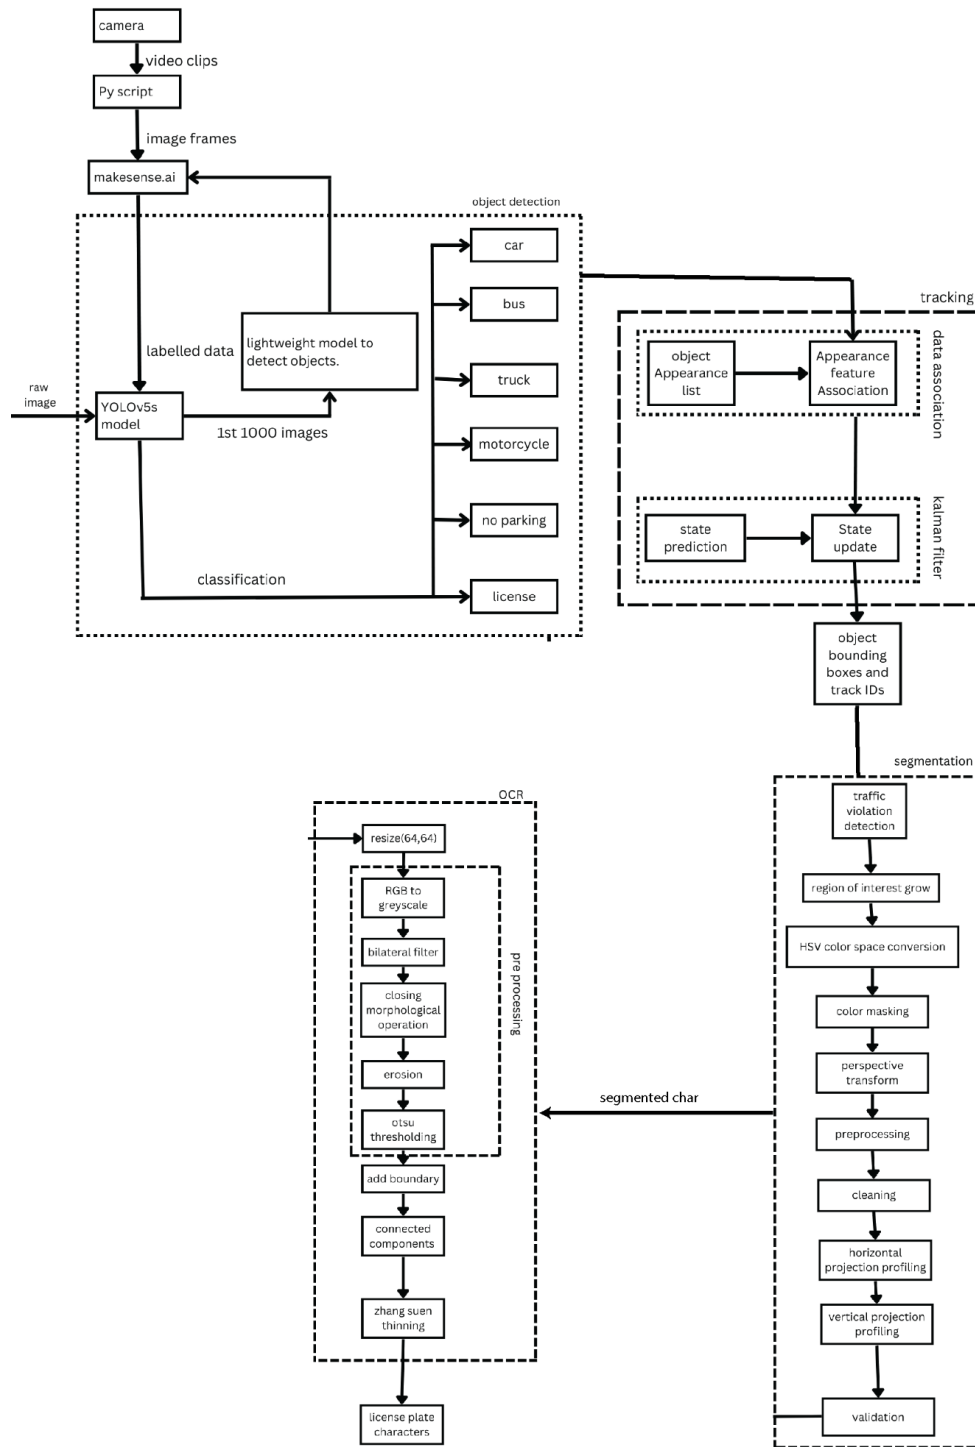 camera
video clips
Py script
image frames
makesense.ai
object detection
car
bus
truck
motorcycle
no parking
license
labelled data
lightweight model to
detect objects.
raw
image
YOLOv5s
model
1st 1000 images
classification
tracking
data association
object
Appearance
list
Appearance
feature
Association
kalman filter
state
prediction
State
update
object
bounding
boxes and
track IDs
segmentation
traffic
violation
detection
region of interest grow
HSV color space conversion
color masking
perspective
transform
preprocessing
cleaning
horizontal
projection profiling
vertical projection
profiling
validation
segmented char
OCR
resize(64,64)
pre processing
RGB to
greyscale
bilateral filter
closing
morphological
operation
erosion
otsu
thresholding
add boundary
connected
components
zhang suen
thinning
license plate
characters